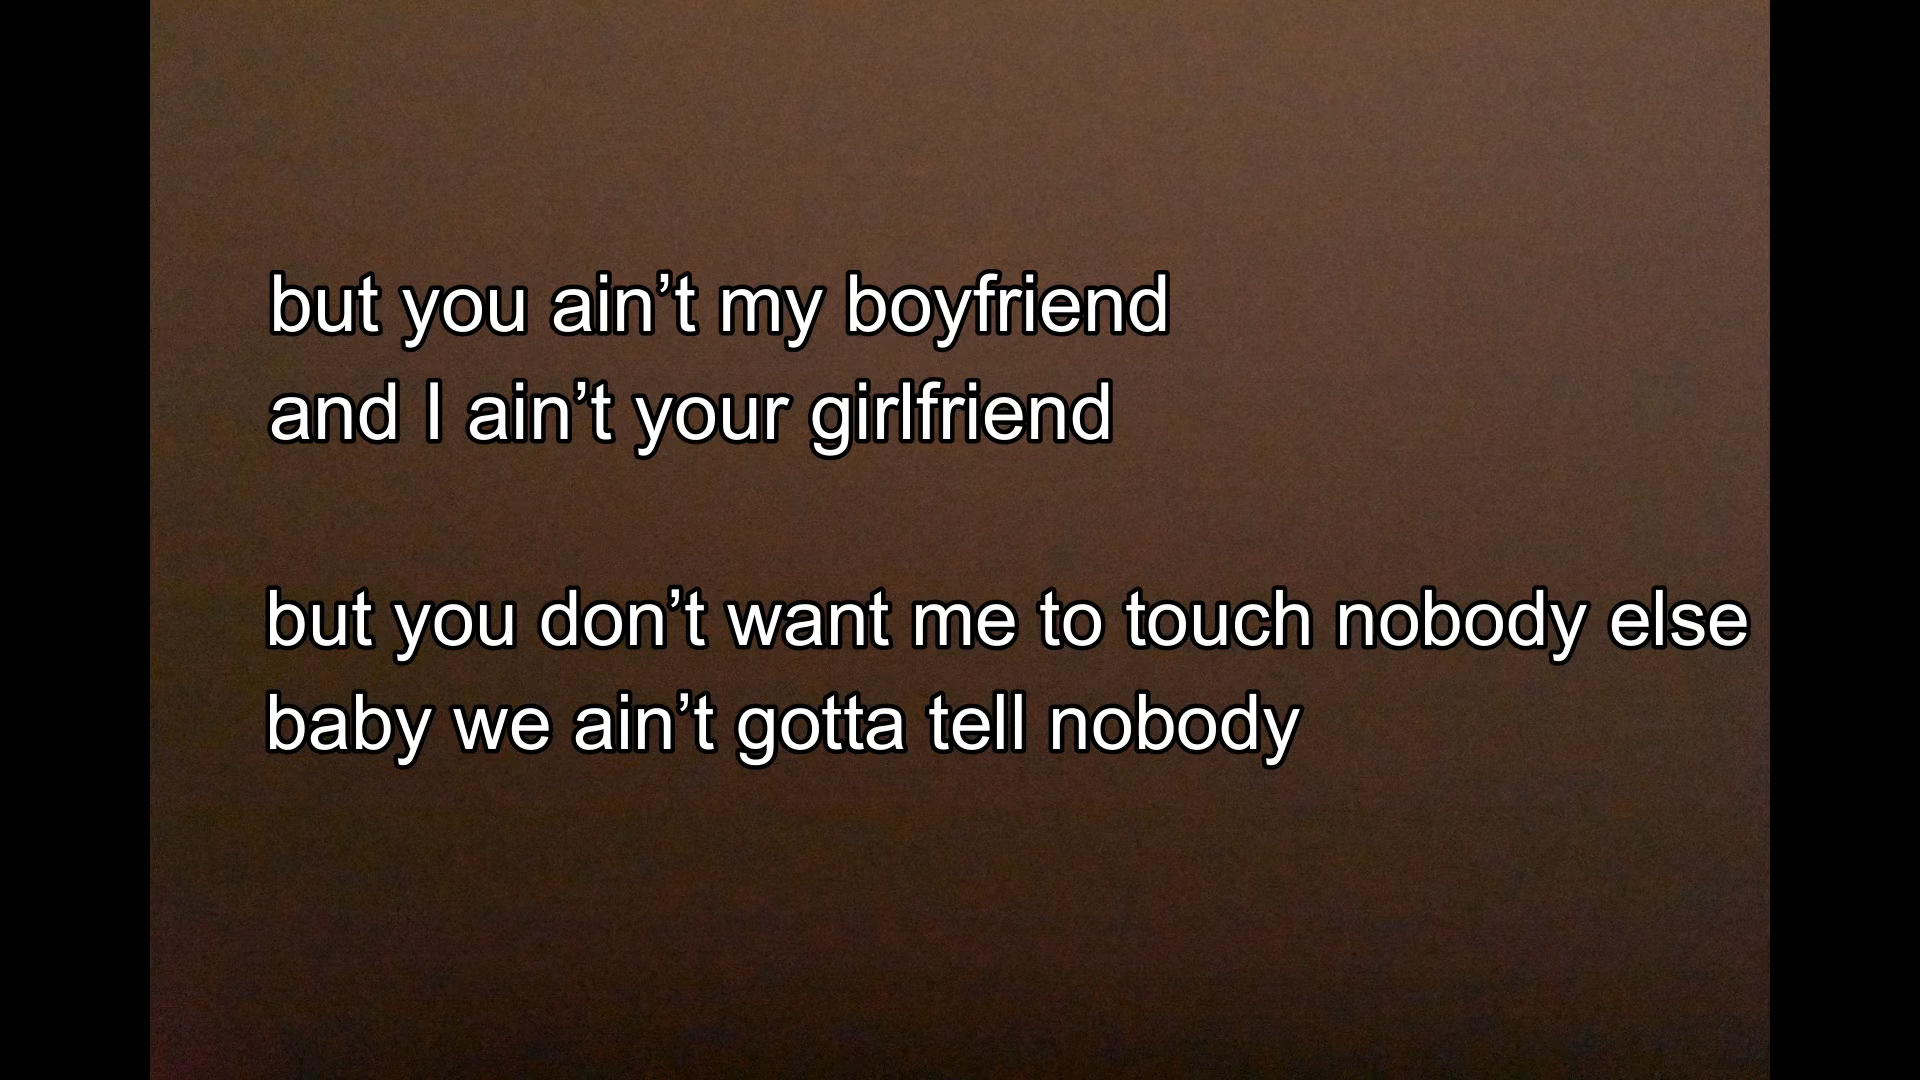 but you ain’t my boyfriend
and I ain’t your girlfriend
but you don’t want me to touch nobody else
baby we ain’t gotta tell nobody